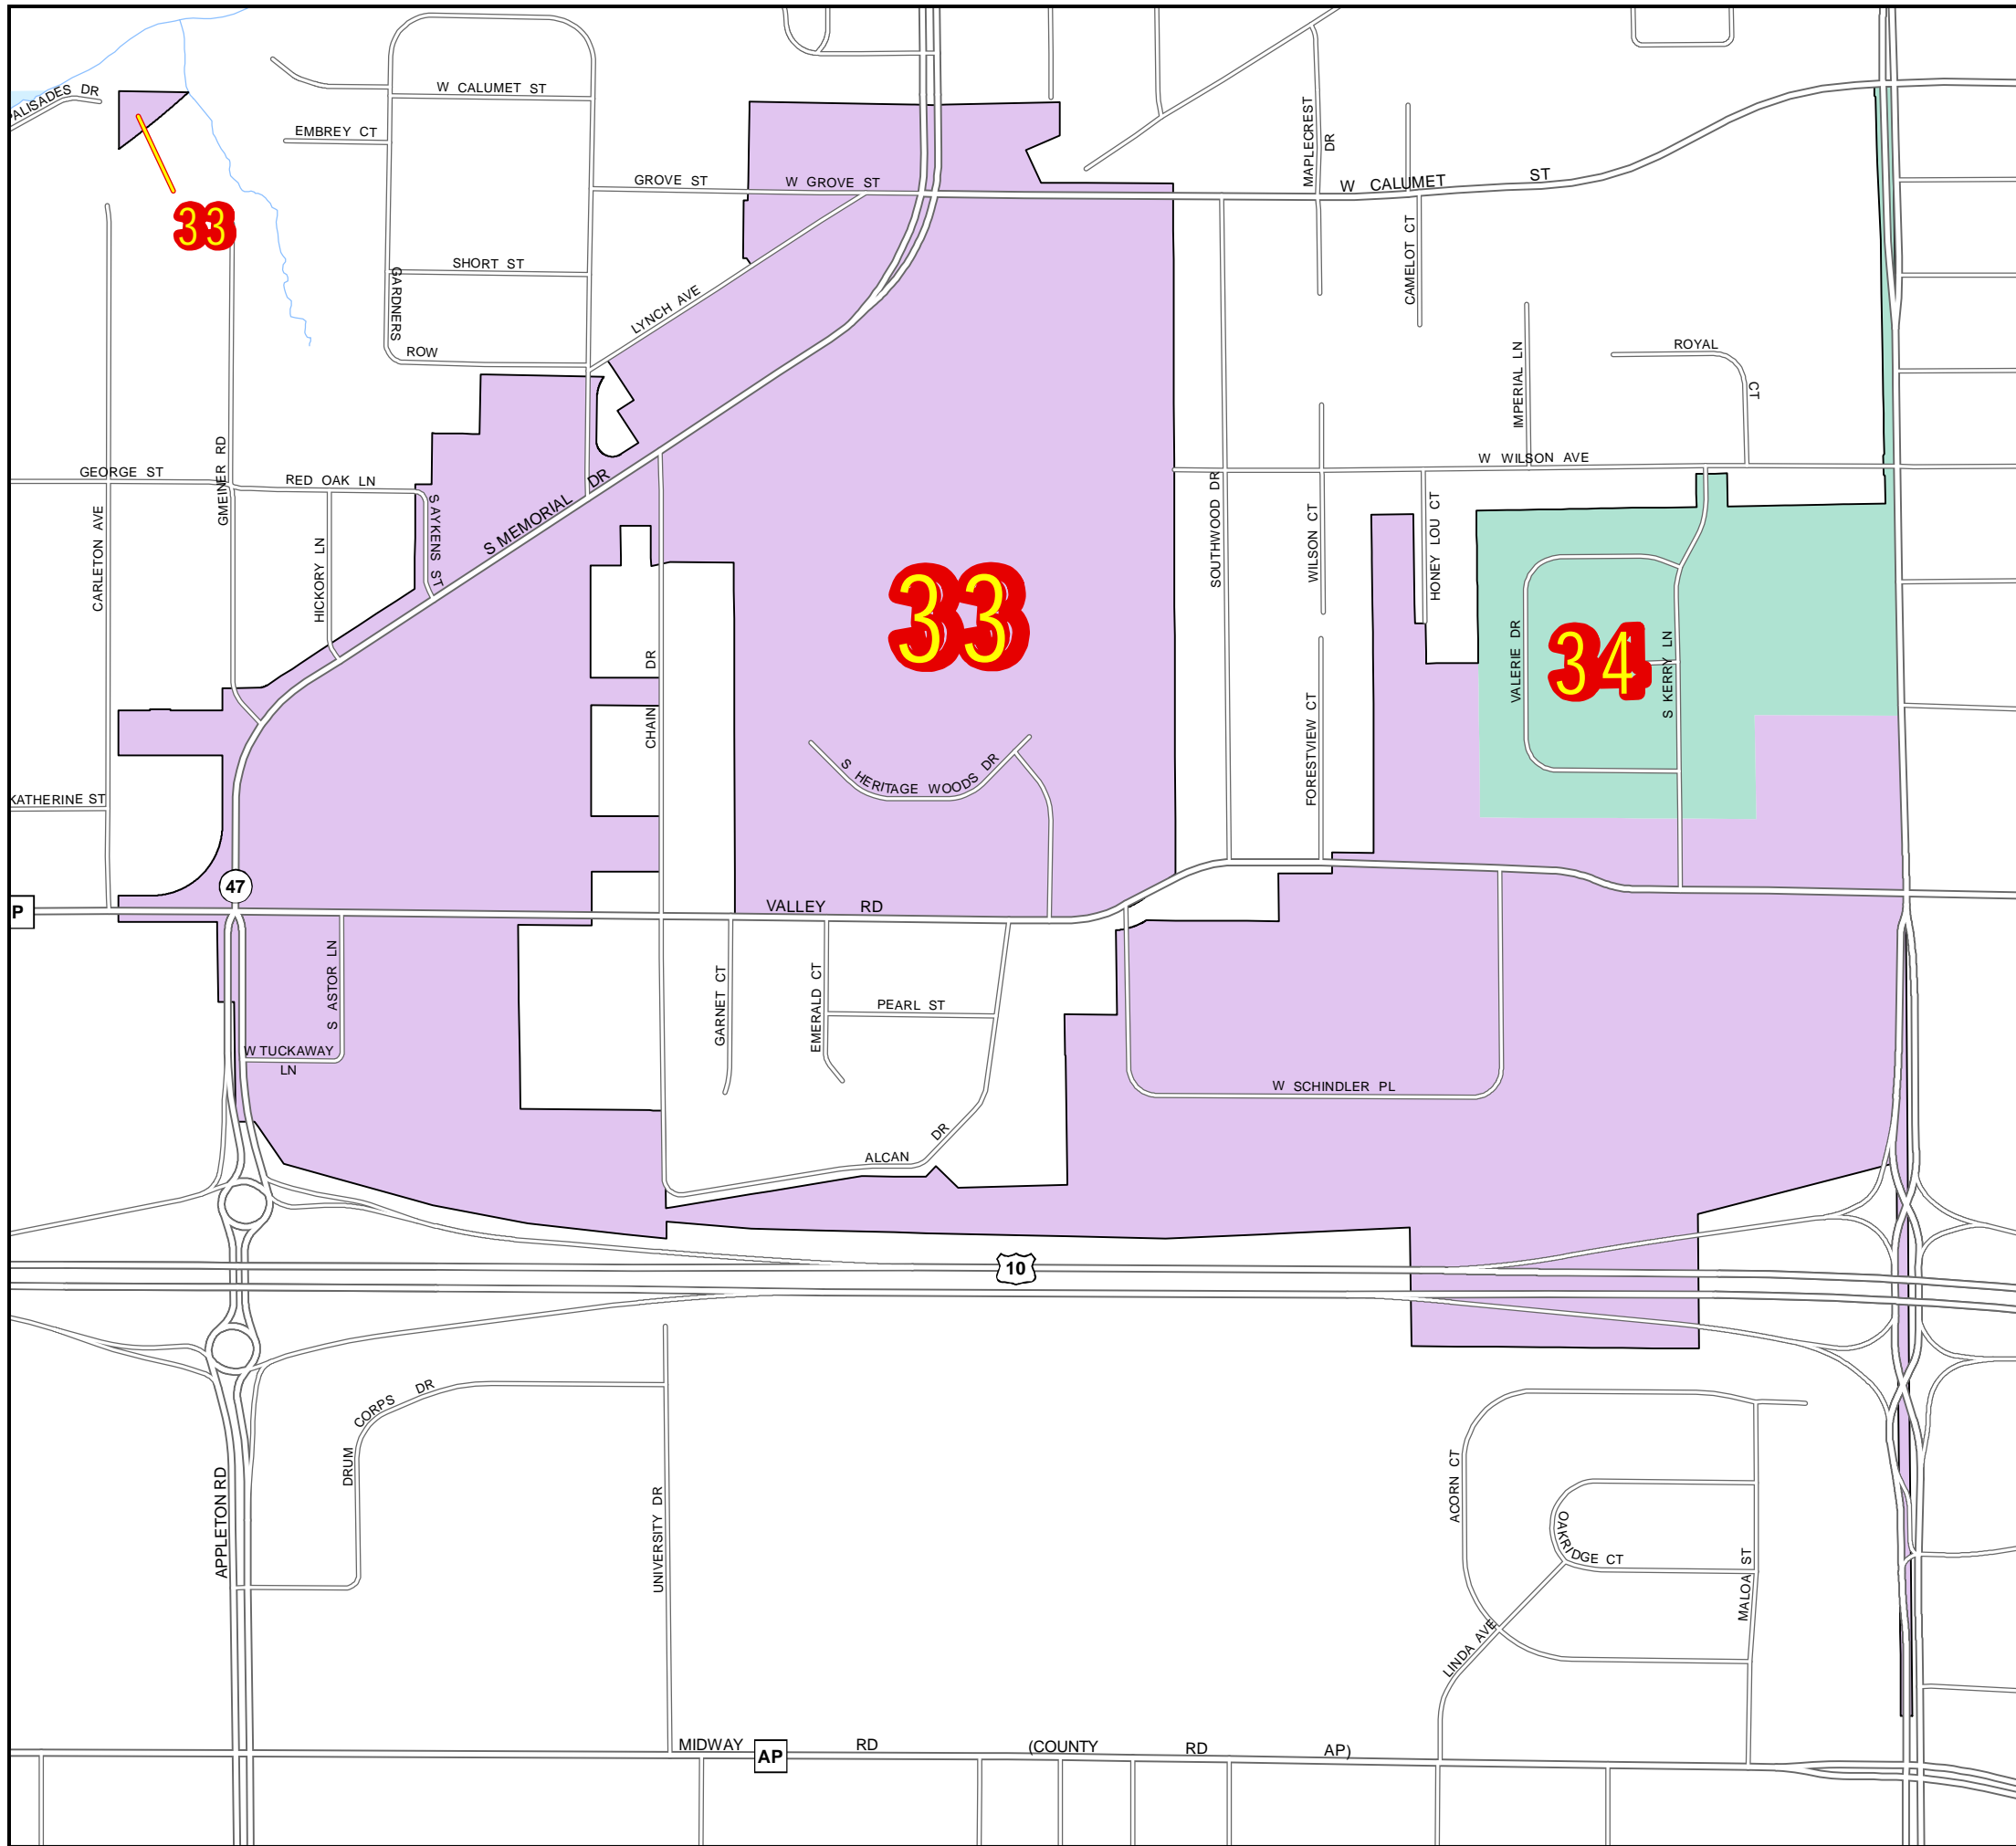 PALISADES DR
W CALUMET ST
EMBREY CT
MAPLECREST DR
GROVE ST
W GROVE ST
W CALUMET ST
33
CAMELOT CT
SHORT ST
GARDNERS ROW
LYNCH AVE
IMPERIAL LN
ROYAL CT
GEORGE ST
GMEINER RD
RED OAK LN
W WILSON AVE
CARLETON AVE
HICKORY LN
S AYKENS ST
S MEMORIAL DR
SOUTHWOOD DR
WILSON CT
HONEY LOU CT
33
34
VALERIE DR
S KERRY LN
CHAIN DR
FORESTVIEW CT
S HERITAGE WOODS DR
KATHERINE ST
47
P
VALLEY RD
S ASTOR LN
GARNET CT
EMERALD CT
PEARL ST
W TUCKAWAY LN
W SCHINDLER PL
ALCAN DR
10
DRUM CORPS DR
APPLETON RD
UNIVERSITY DR
ACORN CT
OAKRIDGE CT
MALOA ST
LINDA AVE
MIDWAY RD (COUNTY RD AP)
AP